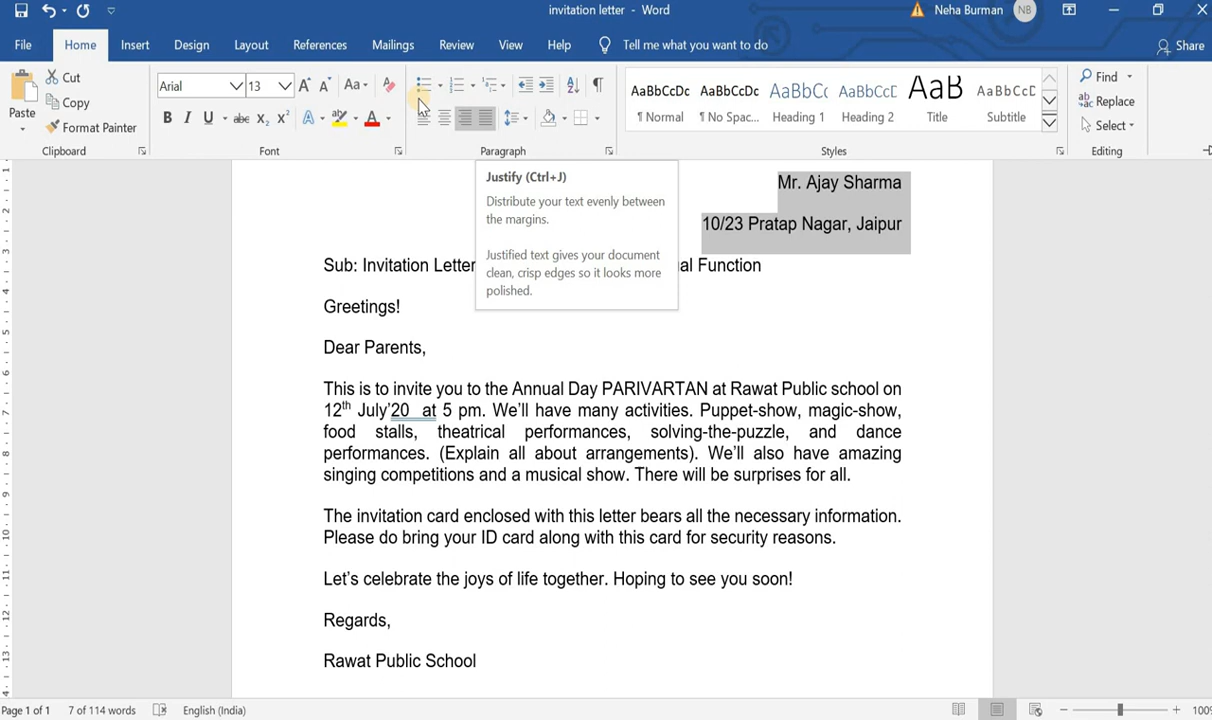 invitation letter - Word
Neha Burman NB
File Home Insert Design Layout References Mailings Review View Help Tell me what you want to do Share
Paste
Cut
Copy
Format Painter
Clipboard
Arial 13 Aa
B I U abc X₂ X² A ab A
Font
Paragraph
AaBbCcDc AaBbCcDc AaBbCc AaBbCcD AaB AaBbCcD
¶ Normal ¶ No Spac... Heading 1 Heading 2 Title Subtitle
Styles
Find
Replace
Select
Editing
Justify (Ctrl+J)
Distribute your text evenly between
the margins.
Justified text gives your document
clean, crisp edges so it looks more
polished.
Mr. Ajay Sharma
10/23 Pratap Nagar, Jaipur
Sub: Invitation Letter al Function
Greetings!
Dear Parents,
This is to invite you to the Annual Day PARIVARTAN at Rawat Public school on
12th July’20 at 5 pm. We’ll have many activities. Puppet-show, magic-show,
food stalls, theatrical performances, solving-the-puzzle, and dance
performances. (Explain all about arrangements). We’ll also have amazing
singing competitions and a musical show. There will be surprises for all.
The invitation card enclosed with this letter bears all the necessary information.
Please do bring your ID card along with this card for security reasons.
Let’s celebrate the joys of life together. Hoping to see you soon!
Regards,
Rawat Public School
Page 1 of 1 7 of 114 words English (India) 100%